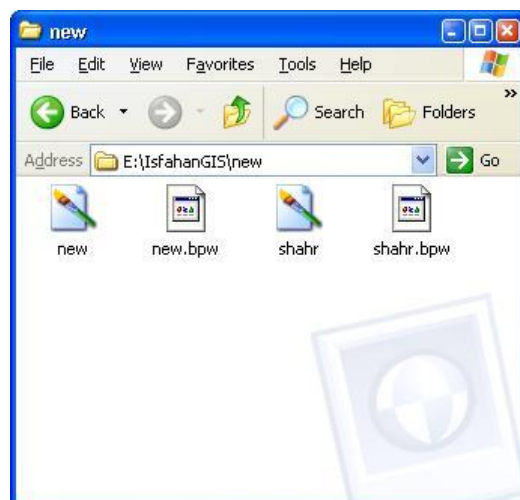 new
File Edit View Favorites Tools Help
Back Search Folders »
Address E:\IsfahanGIS\new Go
new new.bpw shahr shahr.bpw